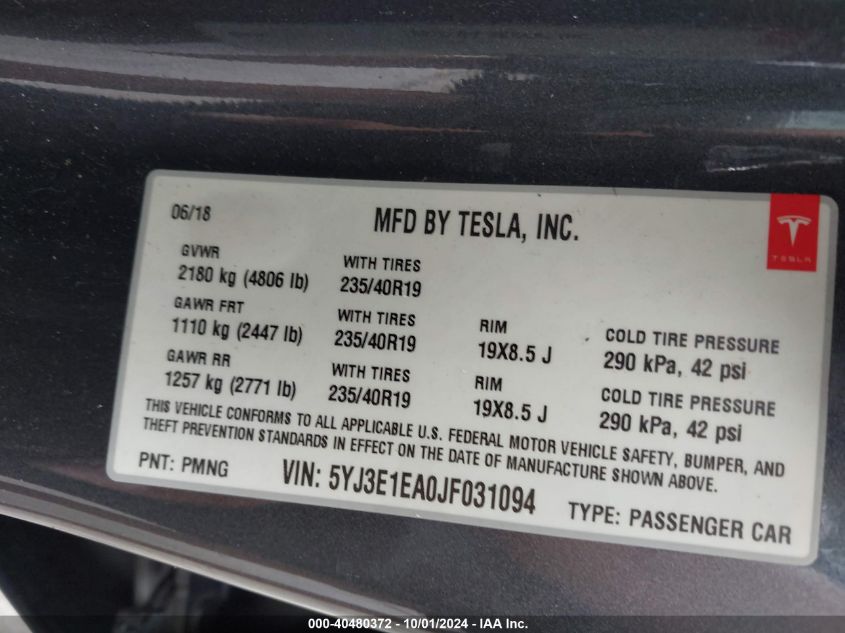 06/18
MFD BY TESLA, INC.
TESLA
GVWR
2180 kg (4806 lb)
WITH TIRES
235/40R19
GAWR FRT
1110 kg (2447 lb)
WITH TIRES
235/40R19
RIM
19X8.5 J
COLD TIRE PRESSURE
290 kPa, 42 psi
GAWR RR
1257 kg (2771 lb)
WITH TIRES
235/40R19
RIM
19X8.5 J
COLD TIRE PRESSURE
290 kPa, 42 psi
THIS VEHICLE CONFORMS TO ALL APPLICABLE U.S. FEDERAL MOTOR VEHICLE SAFETY, BUMPER, AND
THEFT PREVENTION STANDARDS IN EFFECT ON THE DATE OF MANUFACTURE SHOWN ABOVE.
PNT: PMNG
VIN: 5YJ3E1EA0JF031094
TYPE: PASSENGER CAR
000-40480372 - 10/01/2024 - IAA Inc.